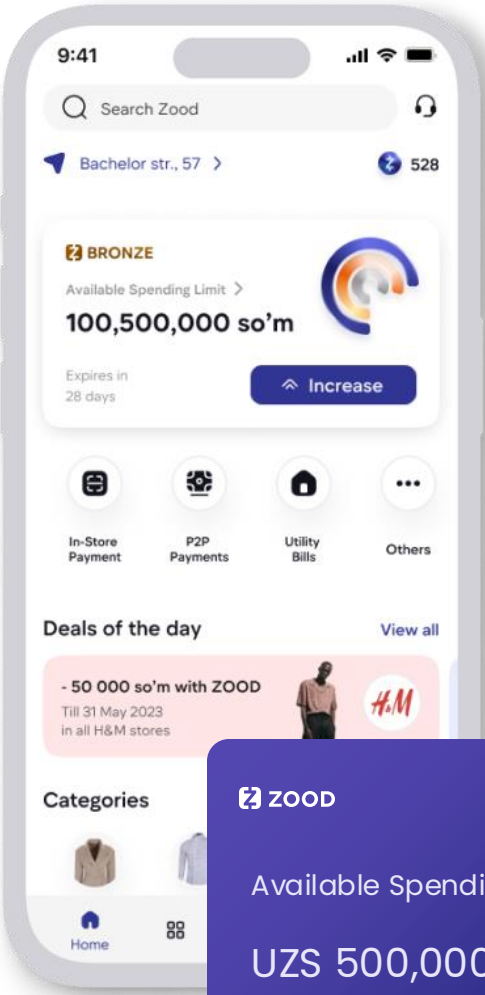 9:41
Search Zood
Bachelor str., 57
528
BRONZE
Available Spending Limit
100,500,000 so'm
Expires in
28 days
Increase
In-Store
Payment
P2P
Payments
Utility
Bills
Others
Deals of the day
View all
- 50 000 so'm with ZOOD
Till 31 May 2023
in all H&M stores
H&M
Categories
Home
ZOOD
Available Spendi
UZS 500,000